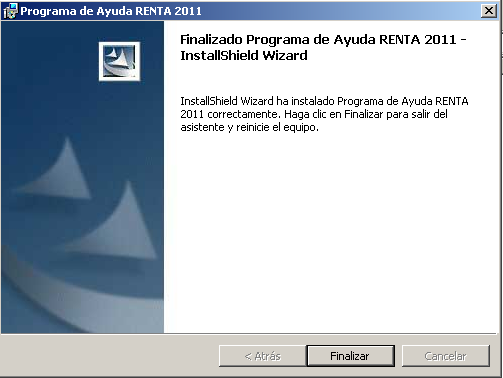 Programa de Ayuda RENTA 2011
Finalizado Programa de Ayuda RENTA 2011 -
InstallShield Wizard
InstallShield Wizard ha instalado Programa de Ayuda RENTA
2011 correctamente. Haga clic en Finalizar para salir del
asistente y reinicie el equipo.
< Atrás
Finalizar
Cancelar